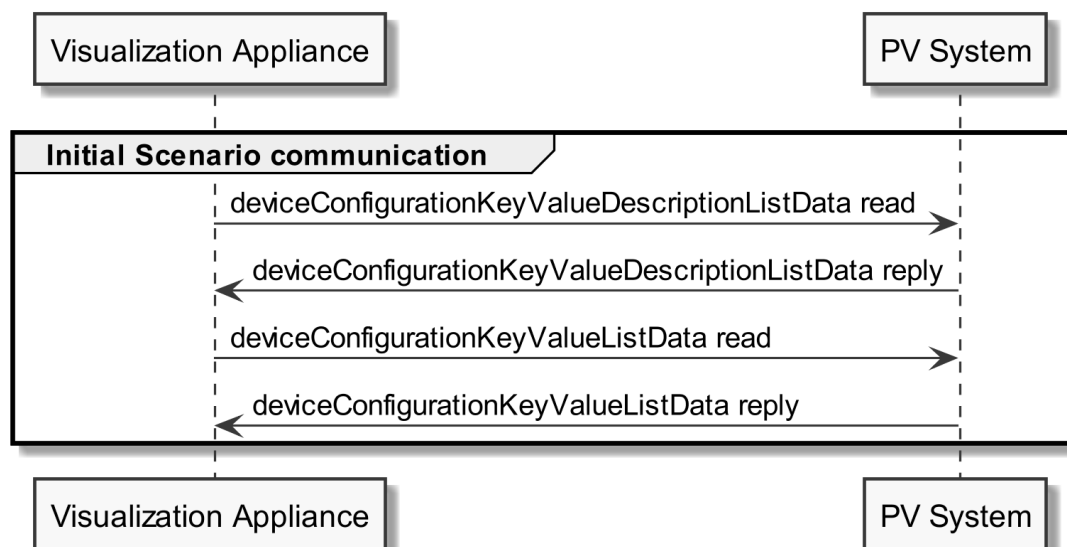 Visualization Appliance
PV System
Initial Scenario communication
deviceConfigurationKeyValueDescriptionListData read
deviceConfigurationKeyValueDescriptionListData reply
deviceConfigurationKeyValueListData read
deviceConfigurationKeyValueListData reply
Visualization Appliance
PV System